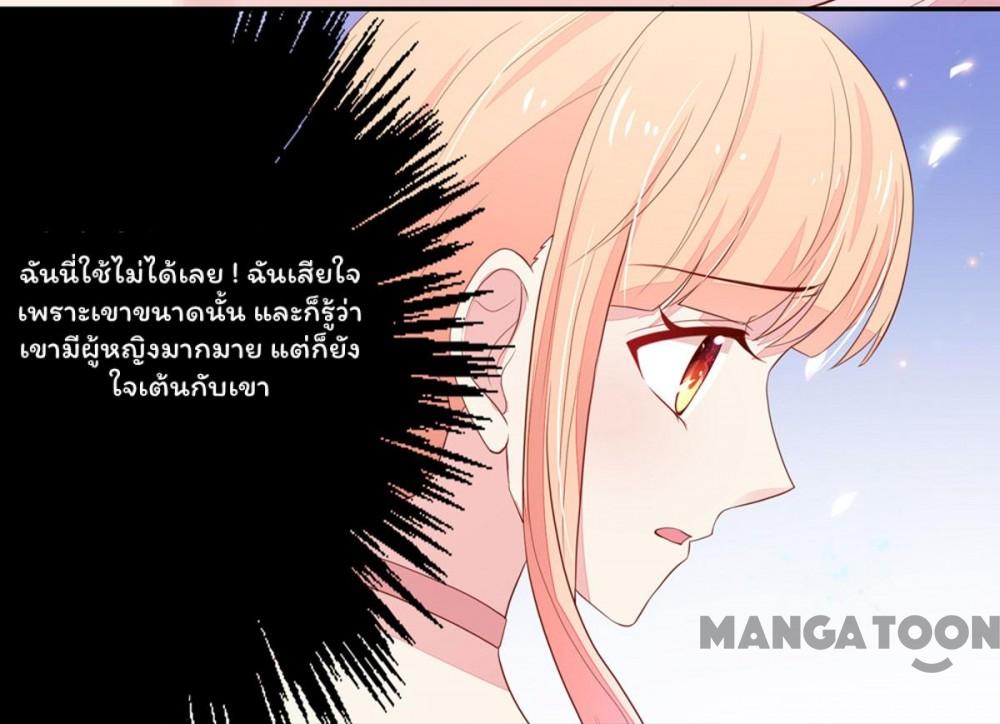 ฉันนี่ใช้ไม่ได้เลย ! ฉันเสียใจ
เพราะเขาขนาดนั้น และก็รู้ว่า
เขามีผู้หญิงมากมาย แต่ก็ยัง
ใจเต้นกับเขา
MANGA TOON